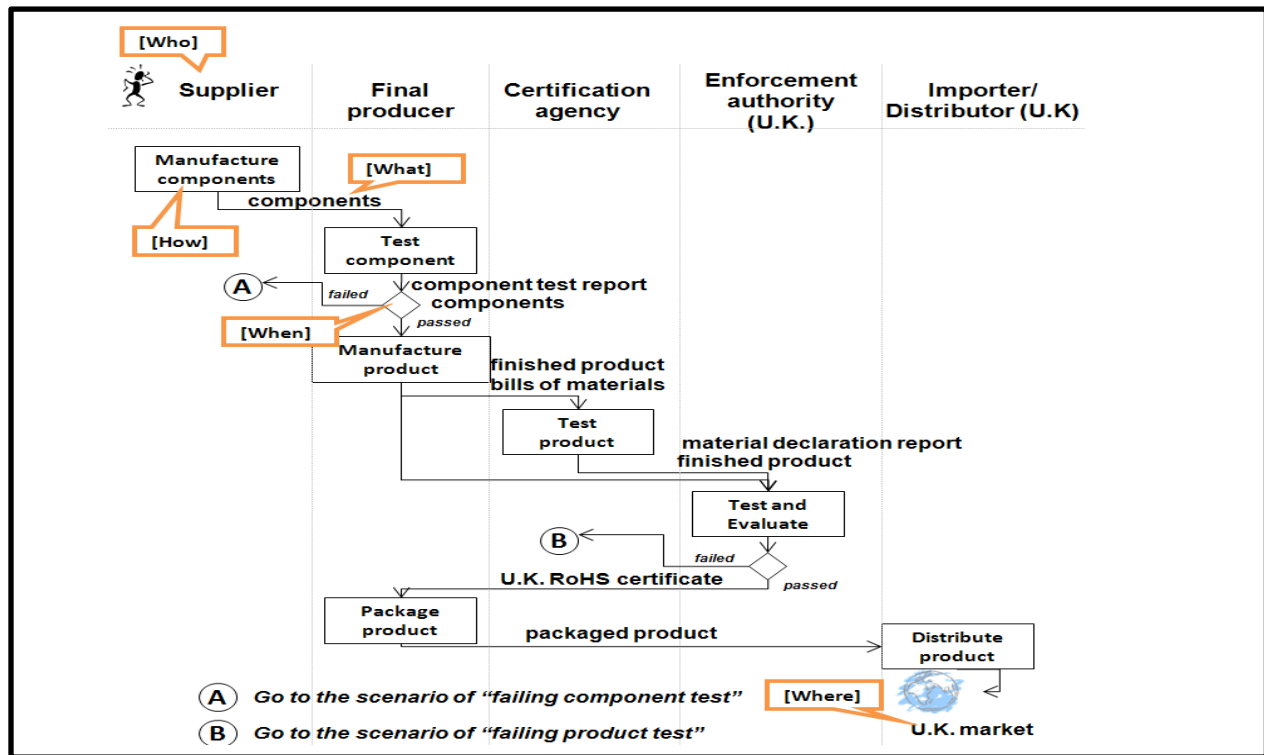 [Who]
Supplier
Final
producer
Certification
agency
Enforcement
authority
(U.K.)
Importer/
Distributor (U.K)
Manufacture
components
[What]
components
[How]
Test
component
A
failed
component test report
components
[When]
passed
Manufacture
product
finished product
bills of materials
Test
product
material declaration report
finished product
Test and
Evaluate
B
failed
U.K. RoHS certificate
passed
Package
product
packaged product
Distribute
product
A Go to the scenario of “failing component test”
[Where]
U.K. market
B Go to the scenario of “failing product test”